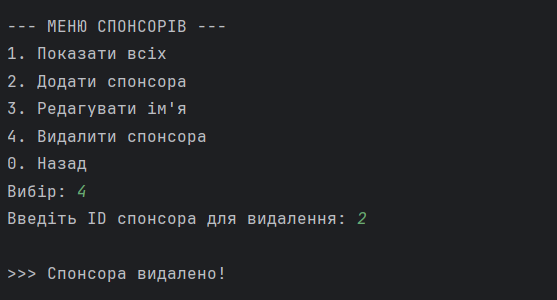 --- МЕНЮ СПОНСОРІВ ---
1. Показати всіх
2. Додати спонсора
3. Редагувати ім'я
4. Видалити спонсора
0. Назад
Вибір: 4
Введіть ID спонсора для видалення: 2
>>> Спонсора видалено!